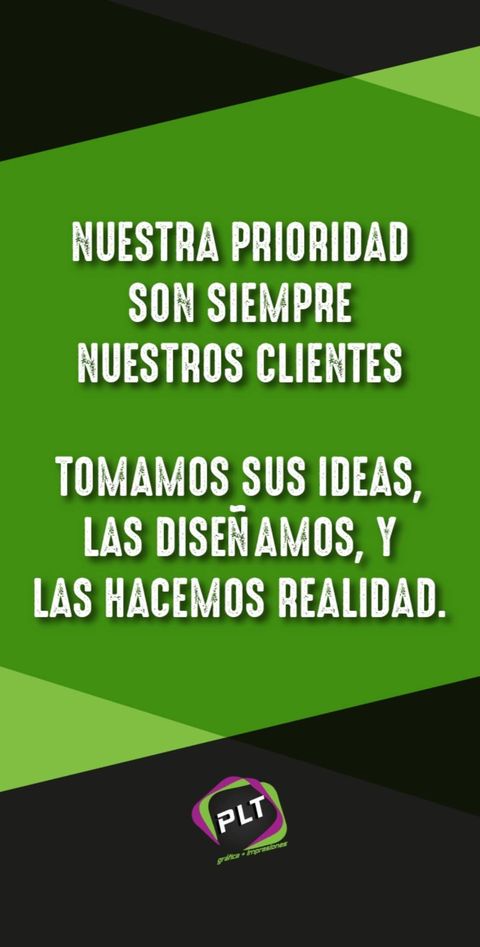 NUESTRA PRIORIDAD
SON SIEMPRE
NUESTROS CLIENTES
TOMAMOS SUS IDEAS,
LAS DISEÑAMOS, Y
LAS HACEMOS REALIDAD.
PLT
gráfica + impresiones